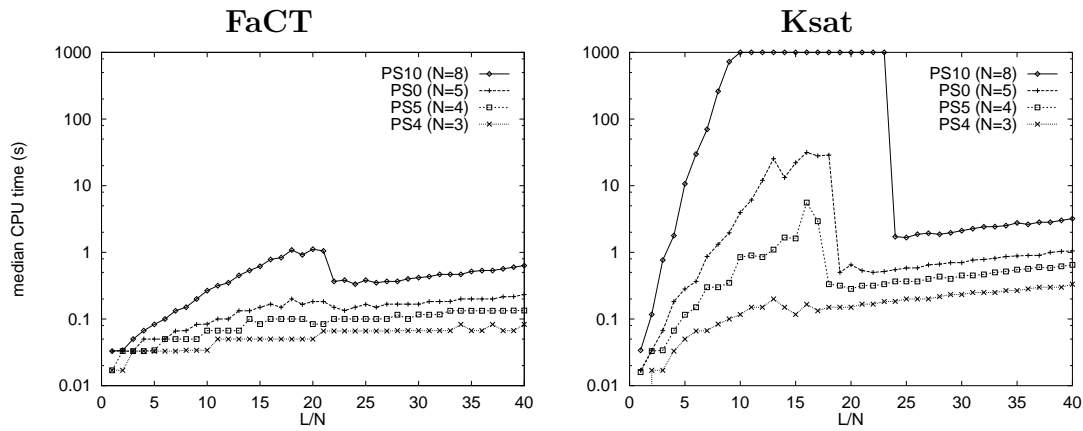 FaCT
1000
100
10
1
0.1
0.01
median CPU time (s)
PS10 (N=8)
PS0 (N=5)
PS5 (N=4)
PS4 (N=3)
0 5 10 15 20 25 30 35 40
L/N
Ksat
1000
100
10
1
0.1
0.01
PS10 (N=8)
PS0 (N=5)
PS5 (N=4)
PS4 (N=3)
0 5 10 15 20 25 30 35 40
L/N